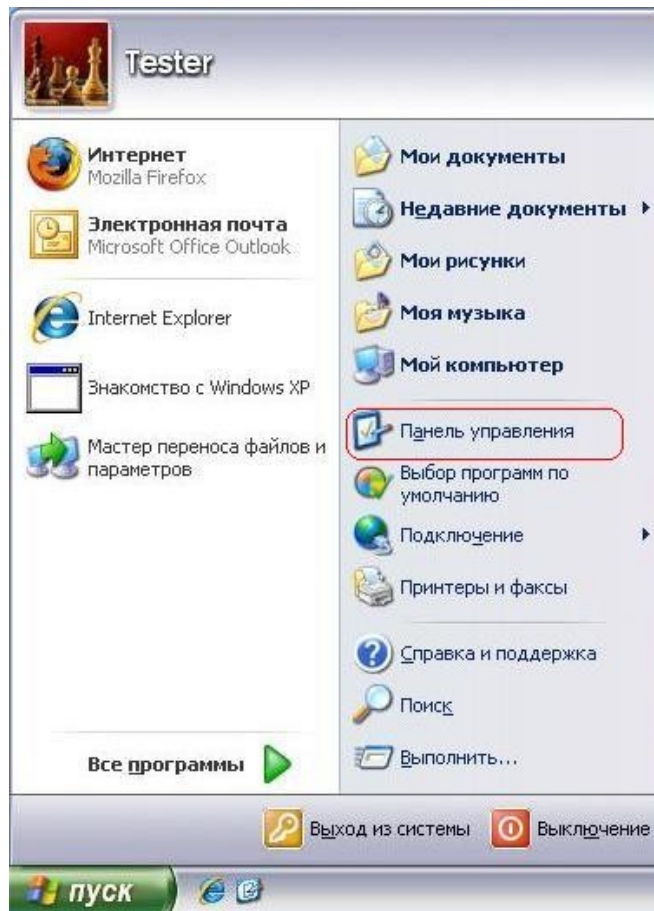 Tester
Интернет
Mozilla Firefox
Электронная почта
Microsoft Office Outlook
Internet Explorer
Знакомство с Windows XP
Мастер переноса файлов и
параметров
Все программы
Мои документы
Недавние документы
Мои рисунки
Моя музыка
Мой компьютер
Панель управления
Выбор программ по
умолчанию
Подключение
Принтеры и факсы
Справка и поддержка
Поиск
Выполнить...
Выход из системы
Выключение
пуск